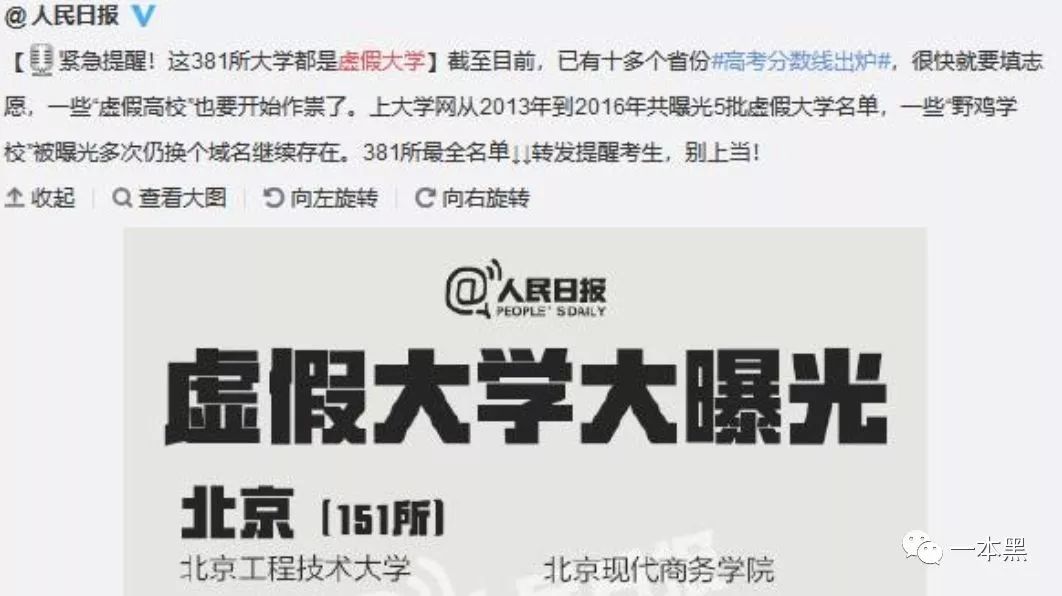 @人民日报
【紧急提醒！这381所大学都是虚假大学】截至目前，已有十多个省份#高考分数线出炉#，很快就要填志
愿，一些“虚假高校”也要开始作祟了。上大学网从2013年到2016年共曝光5批虚假大学名单，一些“野鸡学
校”被曝光多次仍换个域名继续存在。381所最全名单↓↓转发提醒考生，别上当！
收起 查看大图 向左旋转 向右旋转
@人民日报
PEOPLE'S DAILY
虚假大学大曝光
北京（151所）
北京工程技术大学 北京现代商务学院
一本黑